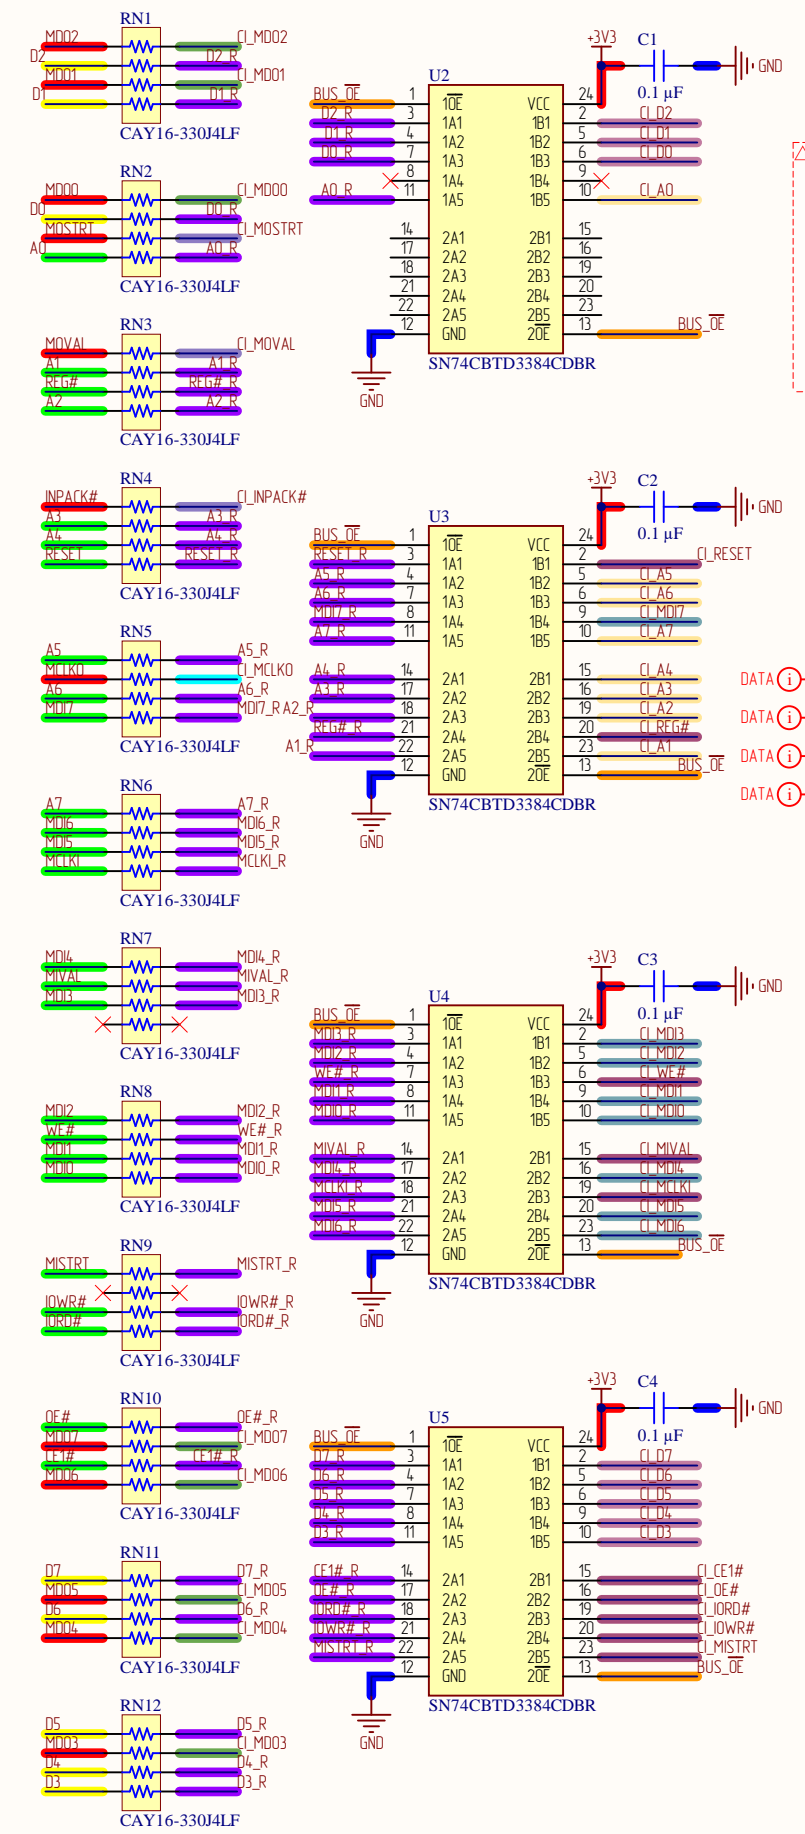 RN1
MDO2 CI_MDO2
D2 D2_R
MDO1 CI_MDO1
D1 D1_R
CAY16-330J4LF
RN2
MDO0 CI_MDO0
D0 D0_R
MOSTRT CI_MOSTRT
A0 A0_R
CAY16-330J4LF
RN3
MOVAL CI_MOVAL
A1 A1_R
REG# REG#_R
A2 A2_R
CAY16-330J4LF
RN4
INPACK# CI_INPACK#
A3 A3_R
A4 A4_R
RESET RESET_R
CAY16-330J4LF
RN5
A5 A5_R
MCLKO CI_MCLKO
A6 A6_R
MDI7 MDI7_R
CAY16-330J4LF
RN6
A7 A7_R
MDI6 MDI6_R
MDI5 MDI5_R
MCLKI MCLKI_R
CAY16-330J4LF
RN7
MDI4 MDI4_R
MIVAL MIVAL_R
MDI3 MDI3_R
CAY16-330J4LF
RN8
MDI2 MDI2_R
WE# WE#_R
MDI1 MDI1_R
MDI0 MDI0_R
CAY16-330J4LF
RN9
MISTRT MISTRT_R
IOWR# IOWR#_R
IORD# IORD#_R
CAY16-330J4LF
RN10
OE# OE#_R
MDO7 CI_MDO7
CE1# CE1#_R
MDO6 CI_MDO6
CAY16-330J4LF
RN11
D7 D7_R
MDO5 CI_MDO5
D6 D6_R
MDO4 CI_MDO4
CAY16-330J4LF
RN12
D5 D5_R
MDO3 CI_MDO3
D4 D4_R
D3 D3_R
CAY16-330J4LF
+3V3 C1
GND
0.1 µF
U2
BUS_OE 1 1OE VCC 24
D2_R 3 1A1 1B1 2 CI_D2
D1_R 4 1A2 1B2 5 CI_D1
D0_R 7 1A3 1B3 6 CI_D0
8 1A4 1B4 9
A0_R 11 1A5 1B5 10 CI_A0
14 2A1 2B1 15
17 2A2 2B2 16
18 2A3 2B3 19
21 2A4 2B4 20
22 2A5 2B5 23
12 GND 2OE 13 BUS_OE
SN74CBTD3384CDBR
GND
+3V3 C2
GND
0.1 µF
U3
BUS_OE 1 1OE VCC 24
RESET_R 3 1A1 1B1 2 CI_RESET
A5_R 4 1A2 1B2 5 CI_A5
A6_R 7 1A3 1B3 6 CI_A6
MDI7_R 8 1A4 1B4 9 CI_MDI7
A7_R 11 1A5 1B5 10 CI_A7
A4_R 14 2A1 2B1 15 CI_A4
A3_R 17 2A2 2B2 16 CI_A3
A2_R 18 2A3 2B3 19 CI_A2
REG#_R 21 2A4 2B4 20 CI_REG#
A1_R 22 2A5 2B5 23 CI_A1
12 GND 2OE 13 BUS_OE
SN74CBTD3384CDBR
GND
DATA i
DATA i
DATA i
DATA i
+3V3 C3
GND
0.1 µF
U4
BUS_OE 1 1OE VCC 24
MDI3_R 3 1A1 1B1 2 CI_MDI3
MDI2_R 4 1A2 1B2 5 CI_MDI2
WE#_R 7 1A3 1B3 6 CI_WE#
MDI1_R 8 1A4 1B4 9 CI_MDI1
MDI0_R 11 1A5 1B5 10 CI_MDI0
MIVAL_R 14 2A1 2B1 15 CI_MIVAL
MDI4_R 17 2A2 2B2 16 CI_MDI4
MCLKI_R 18 2A3 2B3 19 CI_MCLKI
MDI5_R 21 2A4 2B4 20 CI_MDI5
MDI6_R 22 2A5 2B5 23 CI_MDI6
12 GND 2OE 13 BUS_OE
SN74CBTD3384CDBR
GND
+3V3 C4
GND
0.1 µF
U5
BUS_OE 1 1OE VCC 24
D7_R 3 1A1 1B1 2 CI_D7
D6_R 4 1A2 1B2 5 CI_D6
D5_R 7 1A3 1B3 6 CI_D5
D4_R 8 1A4 1B4 9 CI_D4
D3_R 11 1A5 1B5 10 CI_D3
CE1#_R 14 2A1 2B1 15 CI_CE1#
OE#_R 17 2A2 2B2 16 CI_OE#
IORD#_R 18 2A3 2B3 19 CI_IORD#
IOWR#_R 21 2A4 2B4 20 CI_IOWR#
MISTRT_R 22 2A5 2B5 23 CI_MISTRT
12 GND 2OE 13 BUS_OE
SN74CBTD3384CDBR
GND